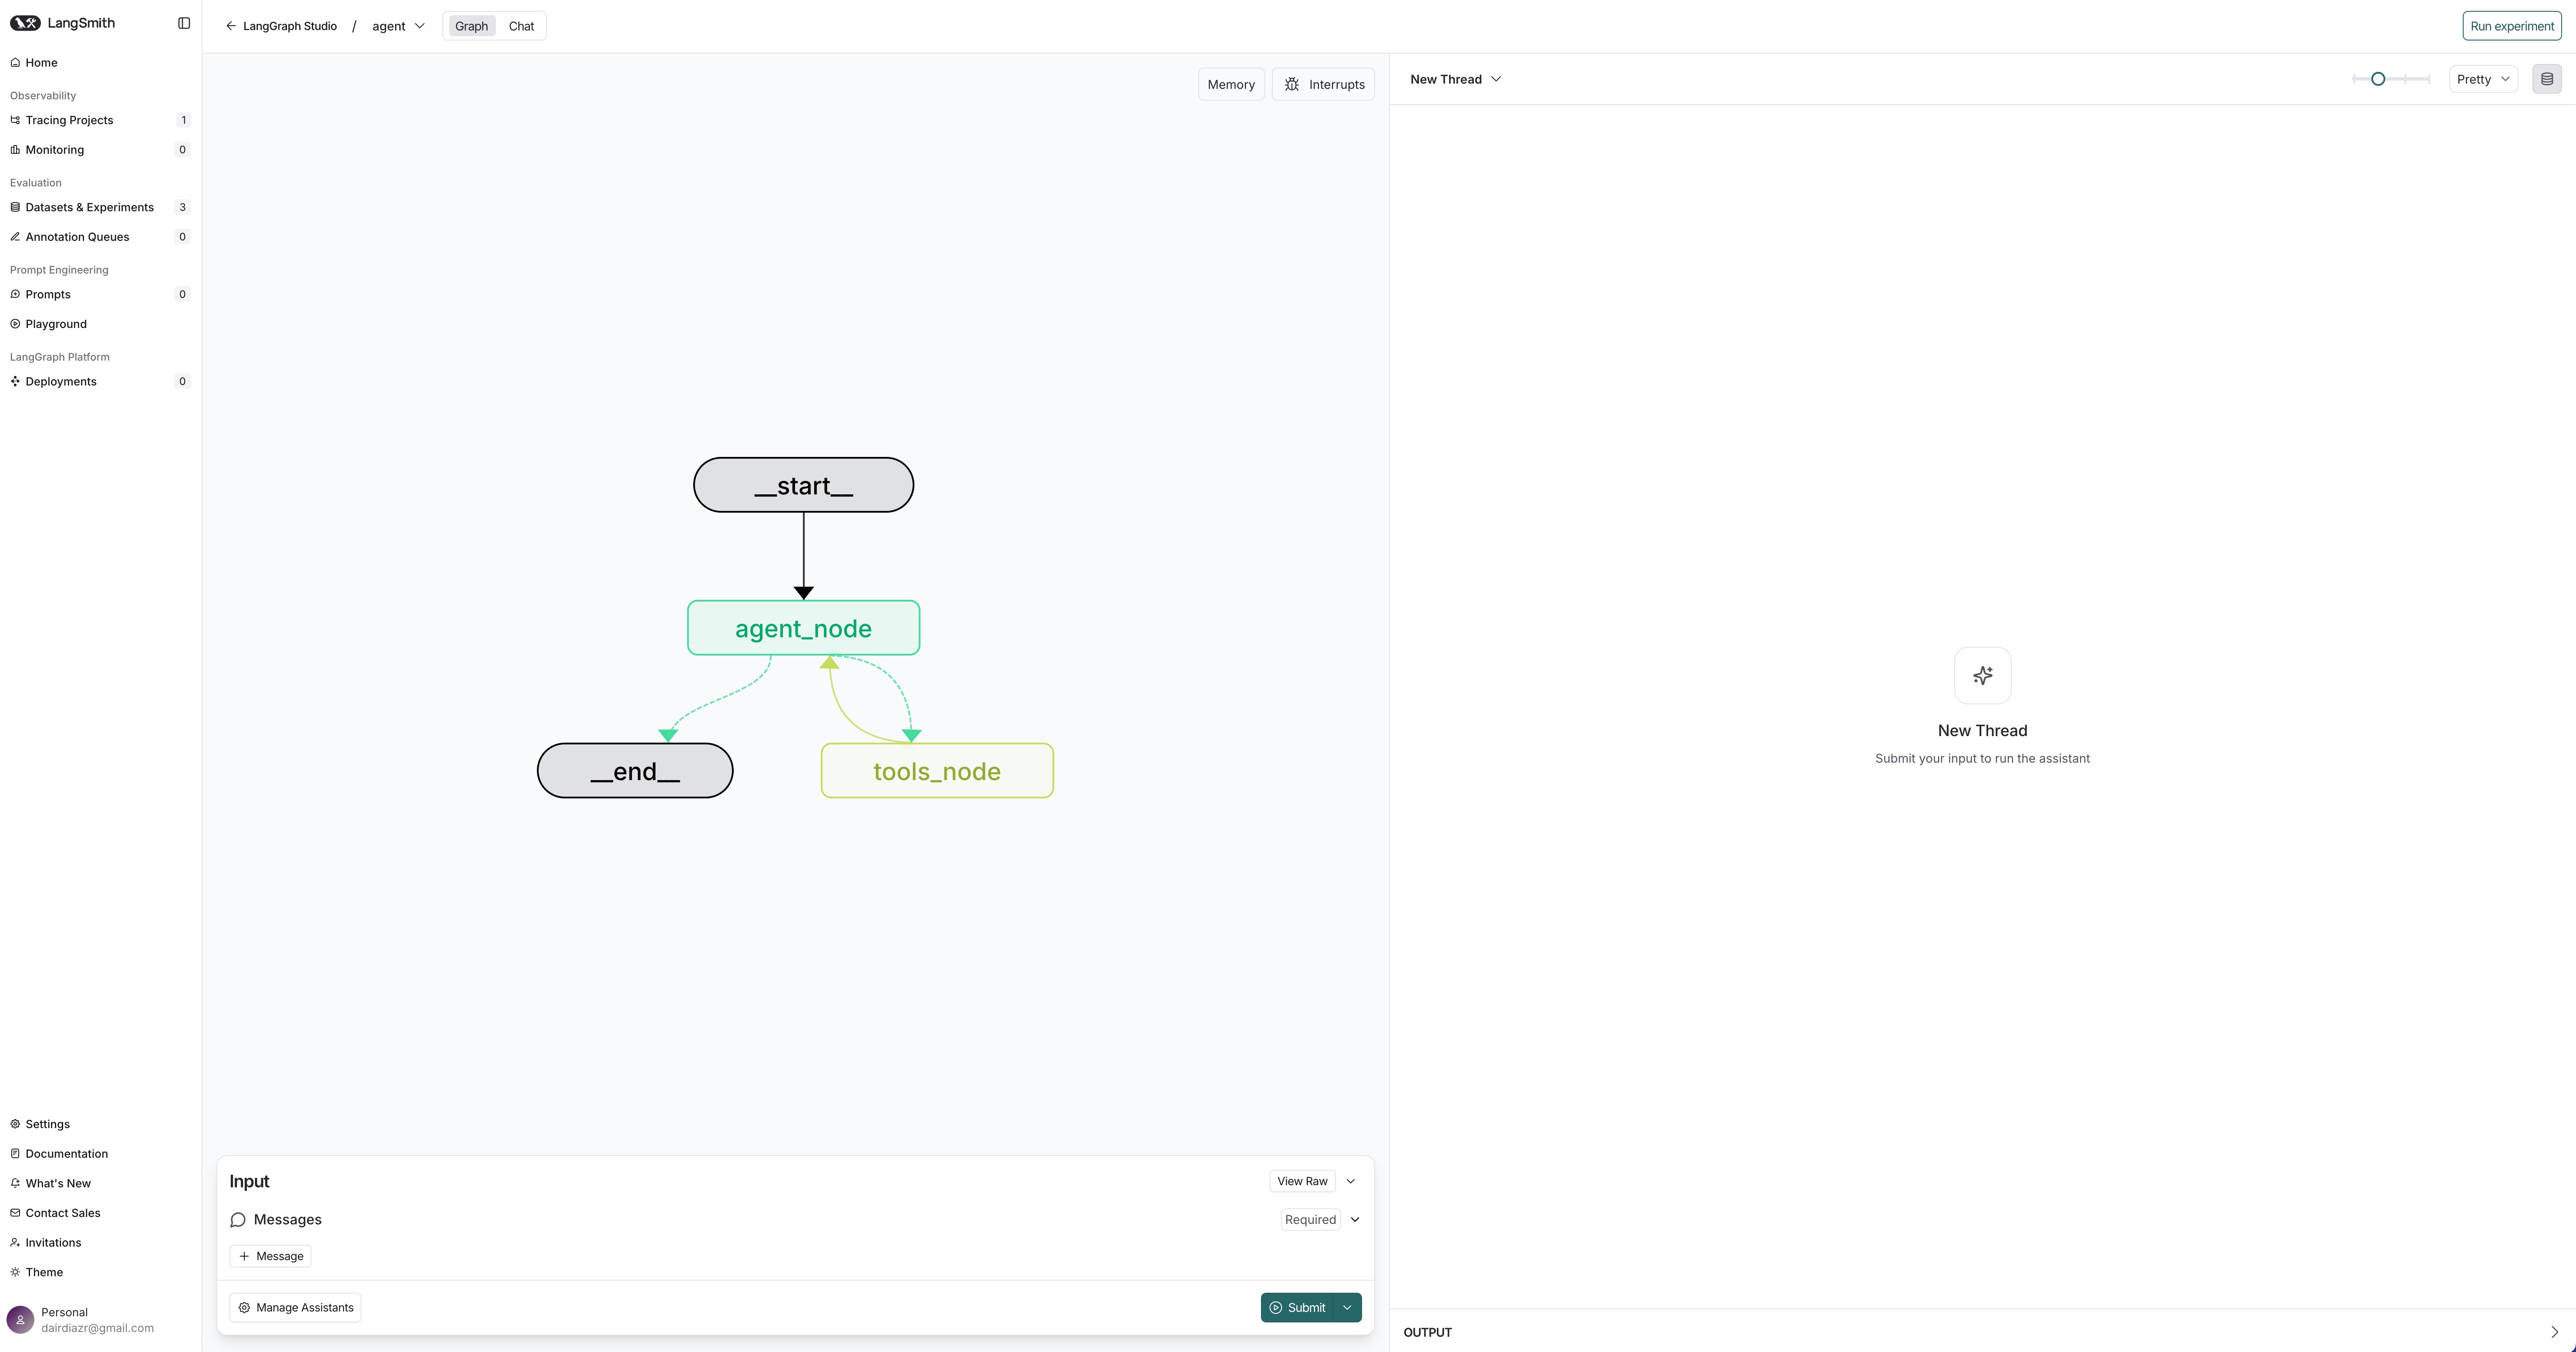 LangSmith
Home
Observability
Tracing Projects 1
Monitoring 0
Evaluation
Datasets & Experiments 3
Annotation Queues 0
Prompt Engineering
Prompts 0
Playground
LangGraph Platform
Deployments 0
Settings
Documentation
What's New
Contact Sales
Invitations
Theme
Personal
dairdiazr@gmail.com
LangGraph Studio / agent
Graph Chat
Run experiment
Memory Interrupts
__start__
agent_node
__end__
tools_node
Input
View Raw
Messages
Required
+ Message
Manage Assistants
Submit
New Thread
Pretty
New Thread
Submit your input to run the assistant
OUTPUT